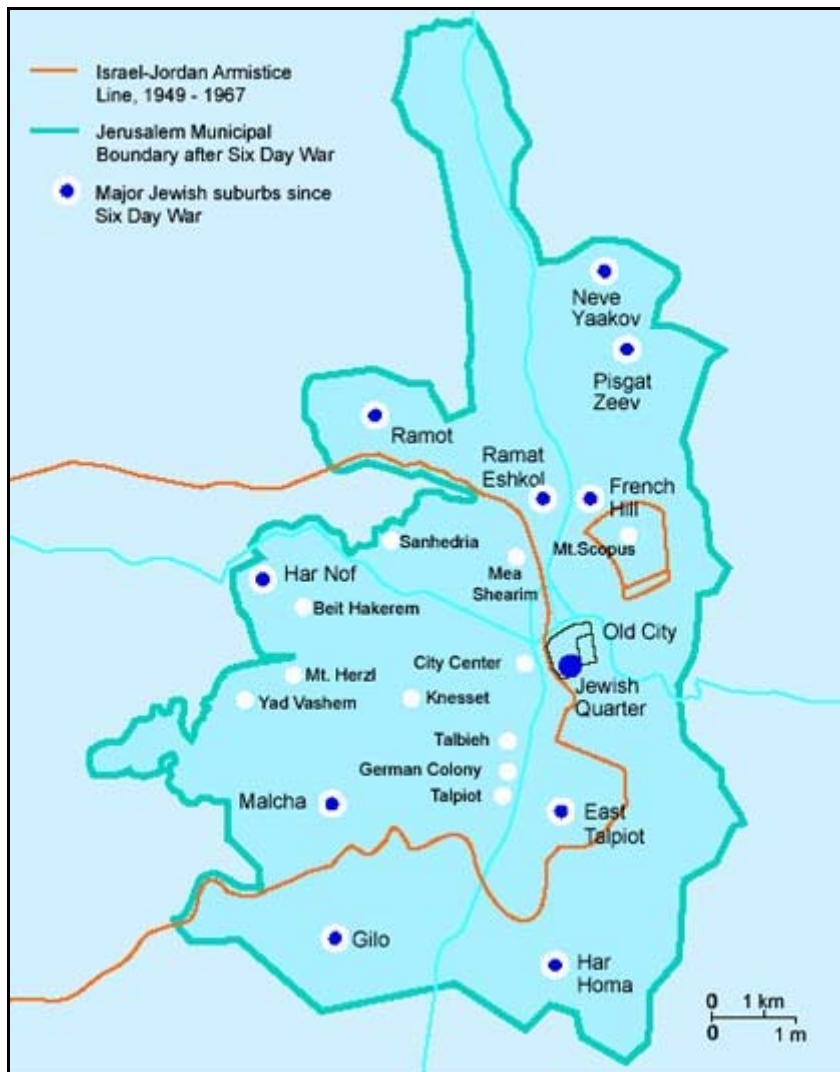 Israel-Jordan Armistice
Line, 1949 - 1967
Jerusalem Municipal
Boundary after Six Day War
Major Jewish suburbs since
Six Day War
Neve
Yaakov
Pisgat
Zeev
Ramot
Ramat
Eshkol
French
Hill
Sanhedria
Mt.Scopus
Mea
Shearim
Har Nof
Beit Hakerem
Old City
City Center
Mt. Herzl
Jewish
Quarter
Yad Vashem
Knesset
Talbieh
German Colony
Talpiot
Malcha
East
Talpiot
Gilo
Har
Homa
0 1 km
0 1 m